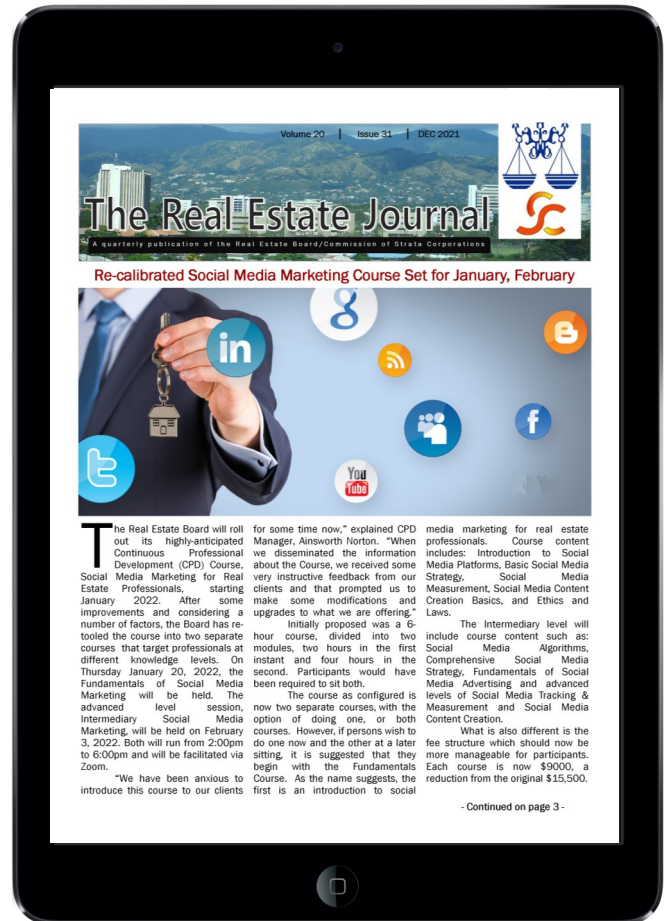 Volume 20 | Issue 31 | DEC 2021
The Real Estate Journal
A quarterly publication of the Real Estate Board/Commission of Strata Corporations
Re-calibrated Social Media Marketing Course Set for January, February
in
g
You
Tube
f
The Real Estate Board will roll
out its highly-anticipated
Continuous Professional
Development (CPD) Course,
Social Media Marketing for Real
Estate Professionals, starting
January 2022. After some
improvements and considering a
number of factors, the Board has re-
tooled the course into two separate
courses that target professionals at
different knowledge levels. On
Thursday January 20, 2022, the
Fundamentals of Social Media
Marketing will be held. The
advanced level session,
Intermediary Social Media
Marketing, will be held on February
3, 2022. Both will run from 2:00pm
to 6:00pm and will be facilitated via
Zoom.
"We have been anxious to
introduce this course to our clients
for some time now," explained CPD
Manager, Ainsworth Norton. "When
we disseminated the information
about the Course, we received some
very instructive feedback from our
clients and that prompted us to
make some modifications and
upgrades to what we are offering."
Initially proposed was a 6-
hour course, divided into two
modules, two hours in the first
instant and four hours in the
second. Participants would have
been required to sit both.
The course as configured is
now two separate courses, with the
option of doing one, or both
courses. However, if persons wish to
do one now and the other at a later
sitting, it is suggested that they
begin with the Fundamentals
Course. As the name suggests, the
first is an introduction to social
media marketing for real estate
professionals. Course content
includes: Introduction to Social
Media Platforms, Basic Social Media
Strategy, Social Media
Measurement, Social Media Content
Creation Basics, and Ethics and
Laws.
The Intermediary level will
include course content such as:
Social Media Algorithms,
Comprehensive Social Media
Strategy, Fundamentals of Social
Media Advertising and advanced
levels of Social Media Tracking &
Measurement and Social Media
Content Creation.
What is also different is the
fee structure which should now be
more manageable for participants.
Each course is now $9000, a
reduction from the original $15,500.
- Continued on page 3 -